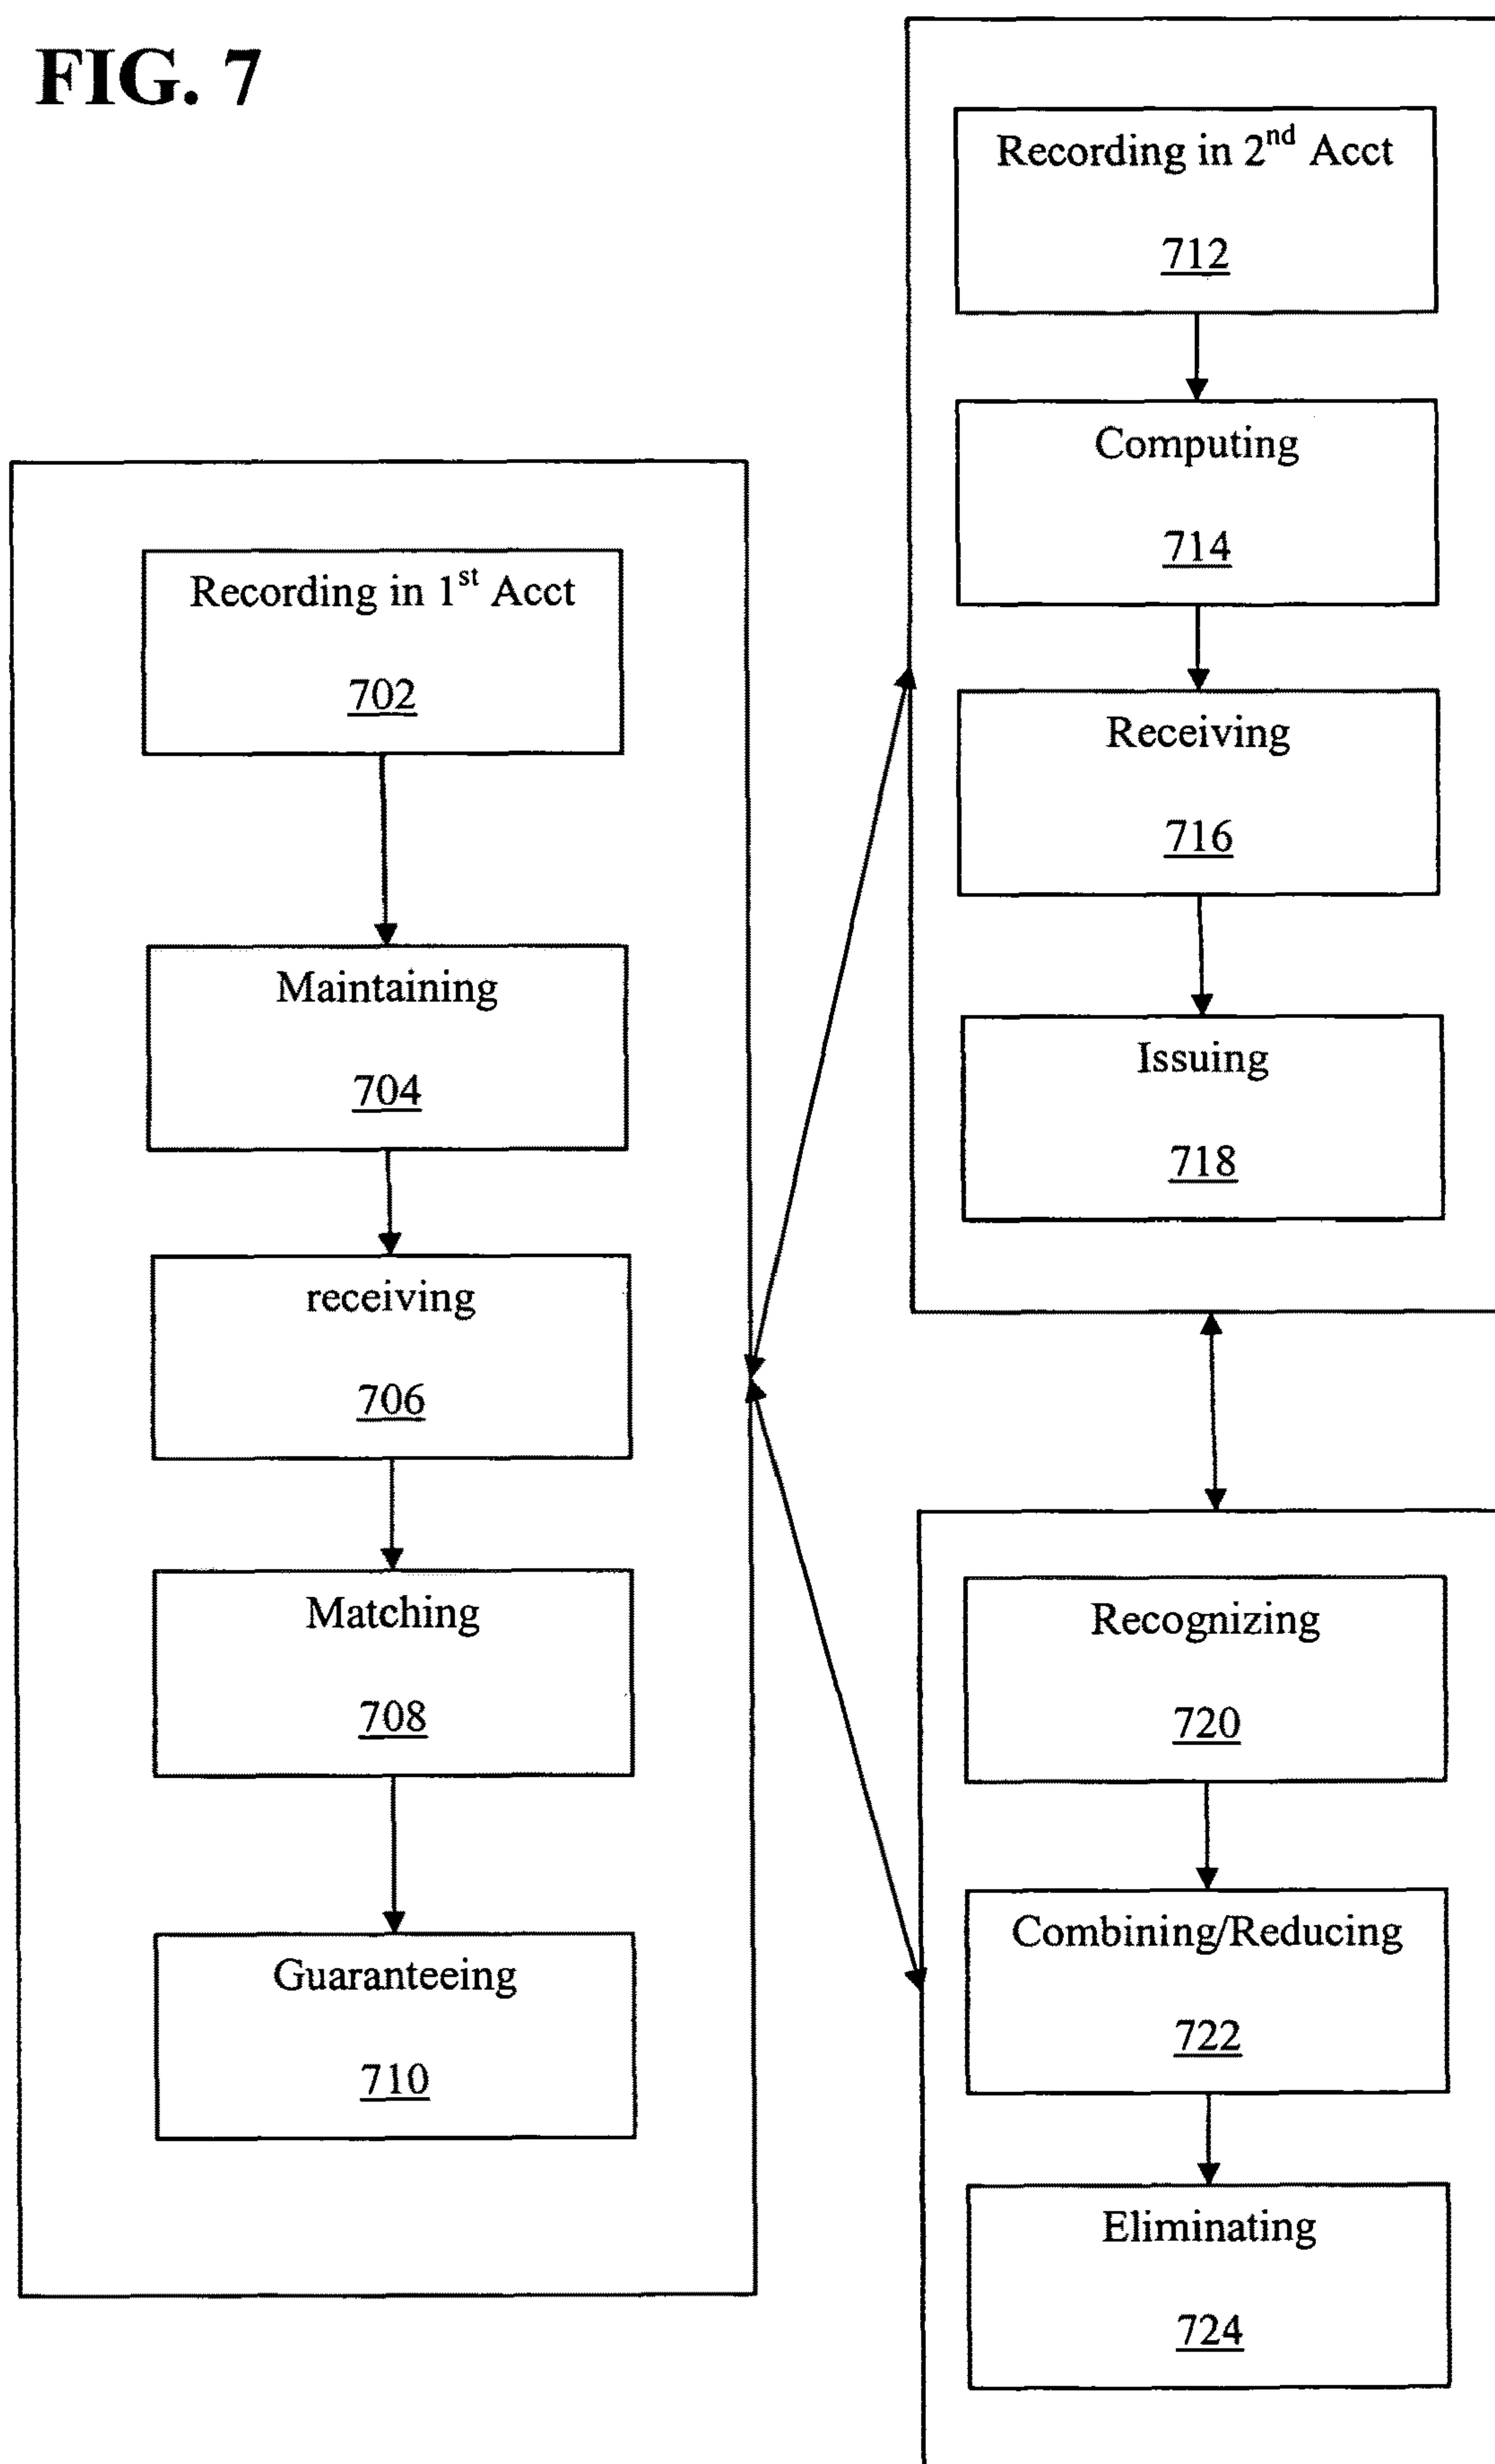 FIG. 7
Recording in 1st Acct
702
Maintaining
704
receiving
706
Matching
708
Guaranteeing
710
Recording in 2nd Acct
712
Computing
714
Receiving
716
Issuing
718
Recognizing
720
Combining/Reducing
722
Eliminating
724